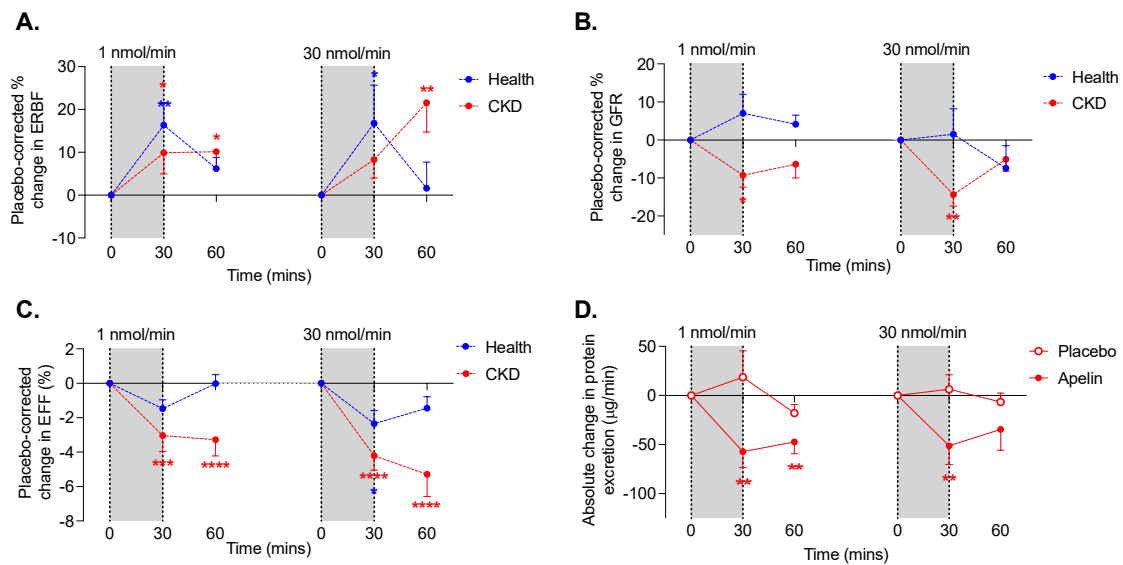 A.
1 nmol/min
30 nmol/min
Placebo-corrected %
change in ERBF
30
20
10
0
-10
*
**
*
*
**
Health
CKD
0 30 60 0 30 60
Time (mins)
B.
1 nmol/min
30 nmol/min
Placebo-corrected %
change in GFR
20
10
0
-10
-20
*
**
Health
CKD
0 30 60 0 30 60
Time (mins)
C.
1 nmol/min
30 nmol/min
Placebo-corrected
change in EFF (%)
2
0
-2
-4
-6
-8
***
****
****
*
****
Health
CKD
0 30 60 0 30 60
Time (mins)
D.
1 nmol/min
30 nmol/min
Absolute change in protein
excretion (μg/min)
50
0
-50
-100
**
**
**
Placebo
Apelin
0 30 60 0 30 60
Time (mins)